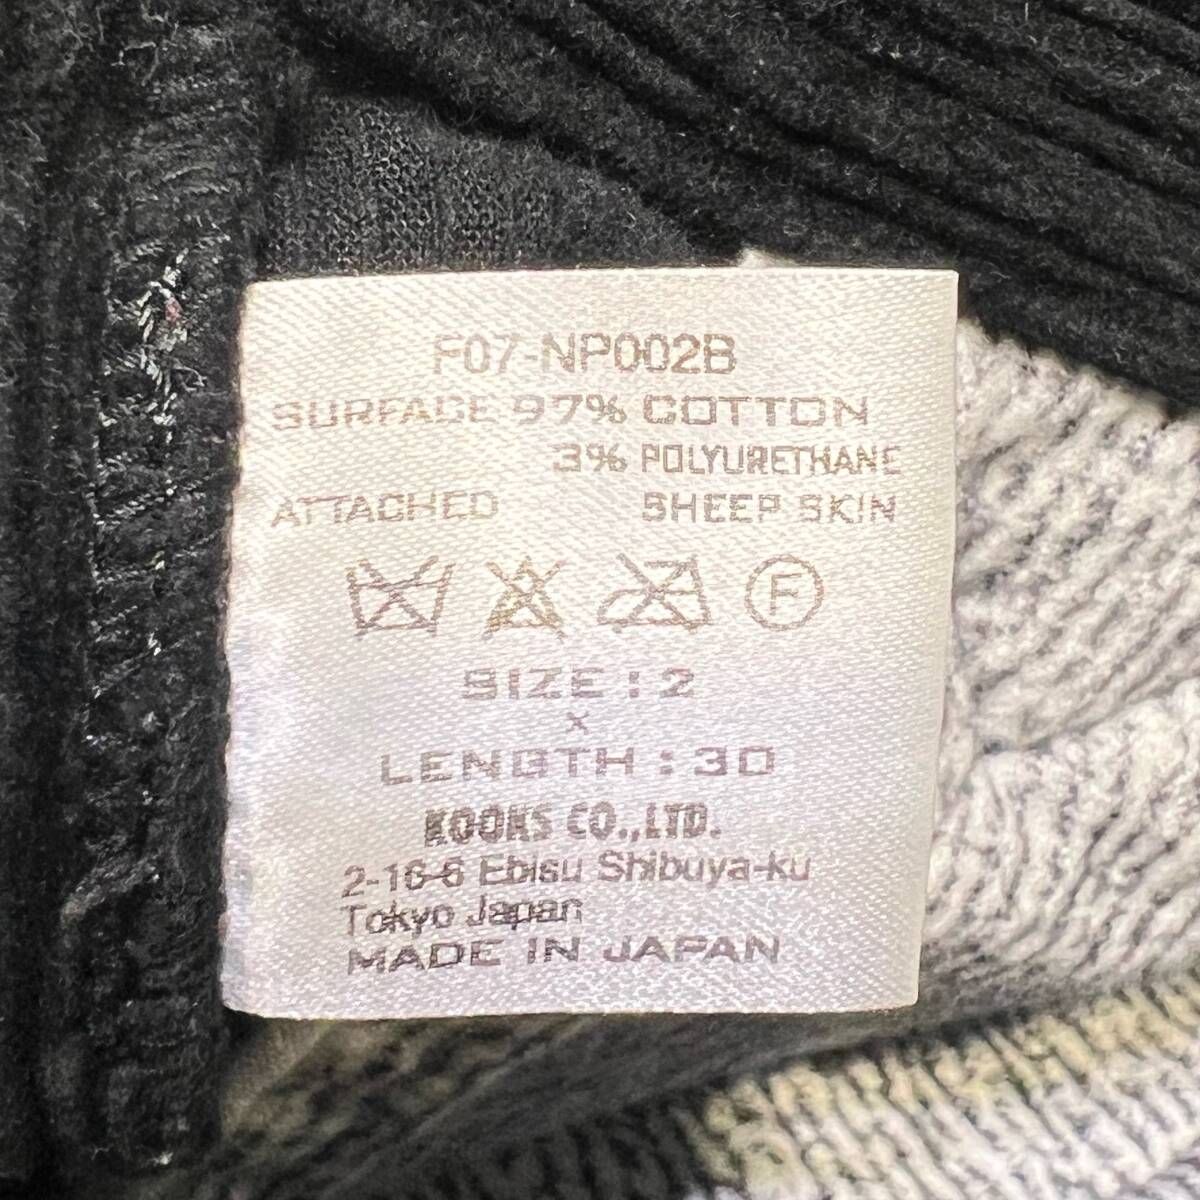 F07-NP002B
SURFACE 97% COTTON
3% POLYURETHANE
ATTACHED SHEEP SKIN
F
SIZE : 2
x
LENGTH : 30
KOOKS CO.,LTD.
2-16-6 Ebisu Shibuya-ku
Tokyo Japan
MADE IN JAPAN